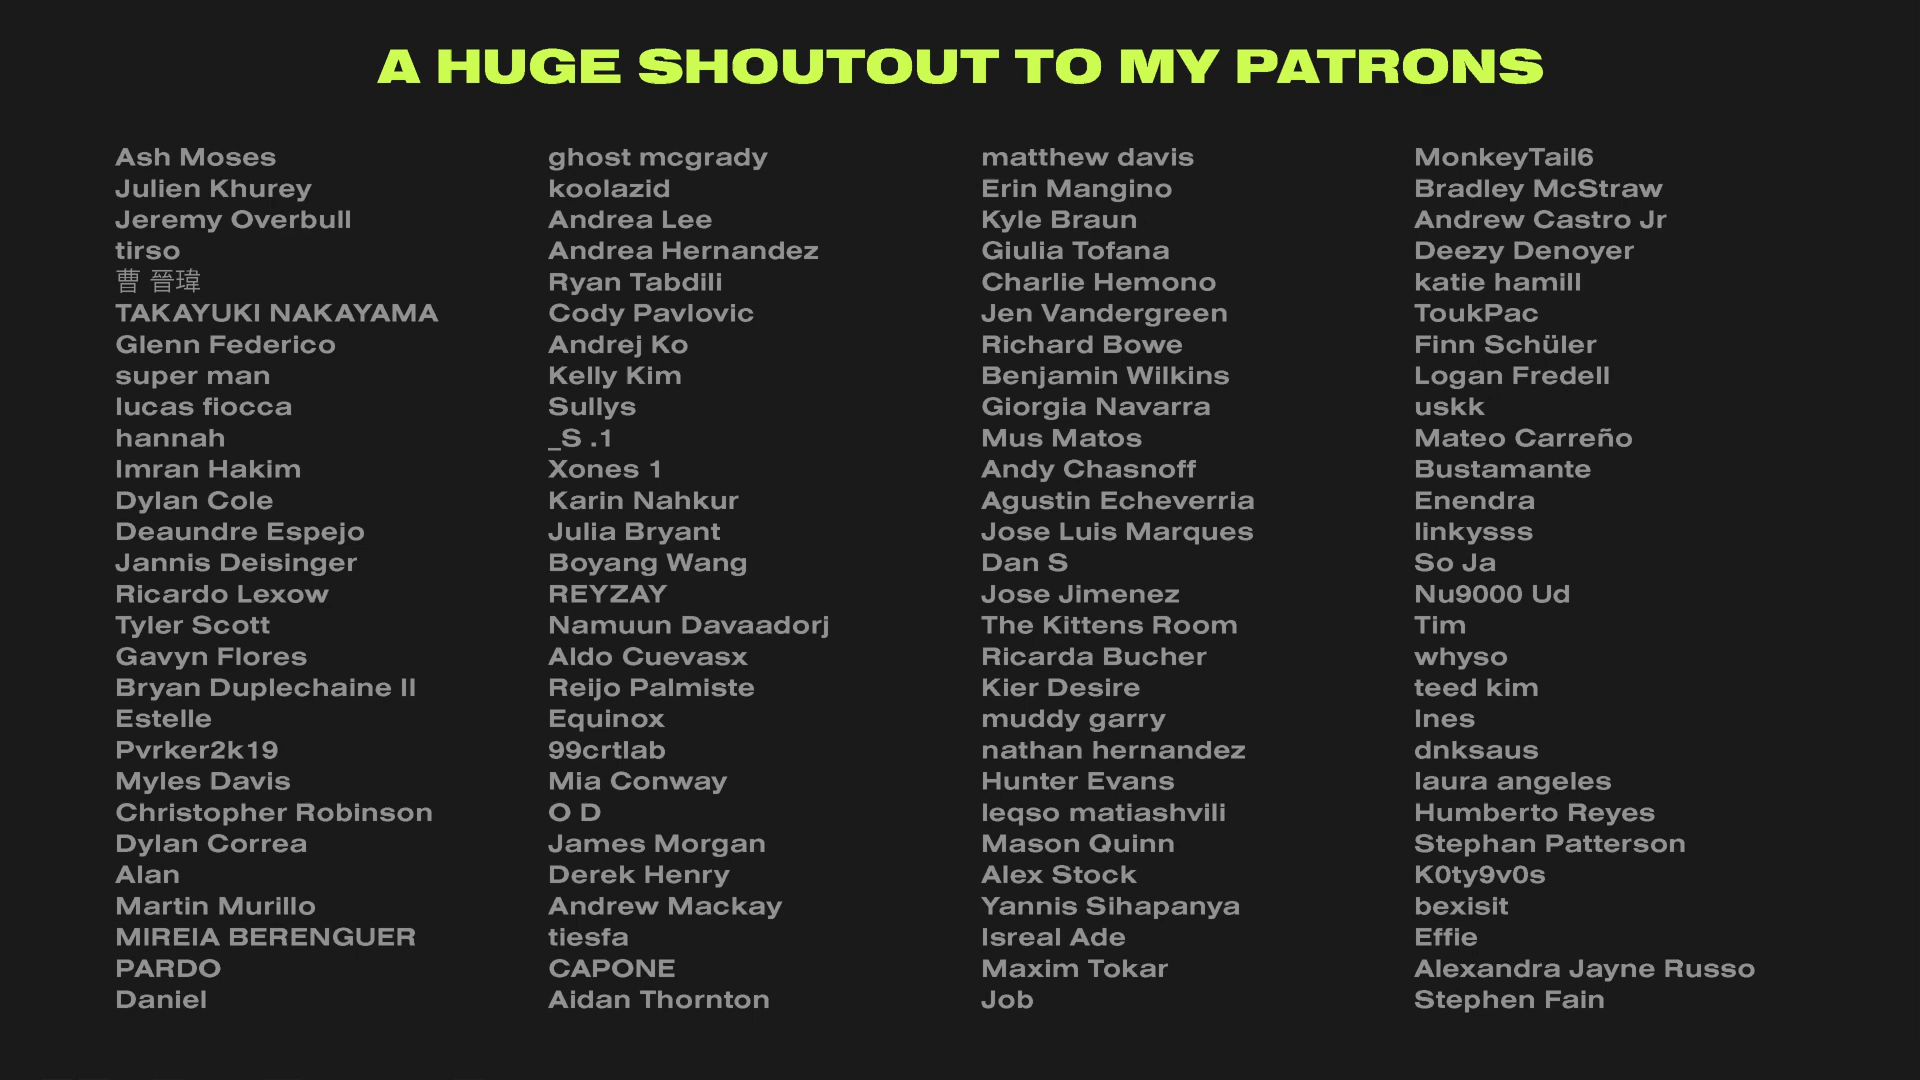 A HUGE SHOUTOUT TO MY PATRONS
Ash Moses
Julien Khurey
Jeremy Overbull
tirso
曹 晉瑋
TAKAYUKI NAKAYAMA
Glenn Federico
super man
lucas fiocca
hannah
Imran Hakim
Dylan Cole
Deaundre Espejo
Jannis Deisinger
Ricardo Lexow
Tyler Scott
Gavyn Flores
Bryan Duplechaine II
Estelle
Pvrker2k19
Myles Davis
Christopher Robinson
Dylan Correa
Alan
Martin Murillo
MIREIA BERENGUER
PARDO
Daniel
ghost mcgrady
koolazid
Andrea Lee
Andrea Hernandez
Ryan Tabdili
Cody Pavlovic
Andrej Ko
Kelly Kim
Sullys
_S .1
Xones 1
Karin Nahkur
Julia Bryant
Boyang Wang
REYZAY
Namuun Davaadorj
Aldo Cuevasx
Reijo Palmiste
Equinox
99crtlab
Mia Conway
O D
James Morgan
Derek Henry
Andrew Mackay
tiesfa
CAPONE
Aidan Thornton
matthew davis
Erin Mangino
Kyle Braun
Giulia Tofana
Charlie Hemono
Jen Vandergreen
Richard Bowe
Benjamin Wilkins
Giorgia Navarra
Mus Matos
Andy Chasnoff
Agustin Echeverria
Jose Luis Marques
Dan S
Jose Jimenez
The Kittens Room
Ricarda Bucher
Kier Desire
muddy garry
nathan hernandez
Hunter Evans
leqso matiashvili
Mason Quinn
Alex Stock
Yannis Sihapanya
Isreal Ade
Maxim Tokar
Job
MonkeyTail6
Bradley McStraw
Andrew Castro Jr
Deezy Denoyer
katie hamill
ToukPac
Finn Schüler
Logan Fredell
uskk
Mateo Carreño
Bustamante
Enendra
linkysss
So Ja
Nu9000 Ud
Tim
whyso
teed kim
Ines
dnksaus
laura angeles
Humberto Reyes
Stephan Patterson
K0ty9v0s
bexisit
Effie
Alexandra Jayne Russo
Stephen Fain